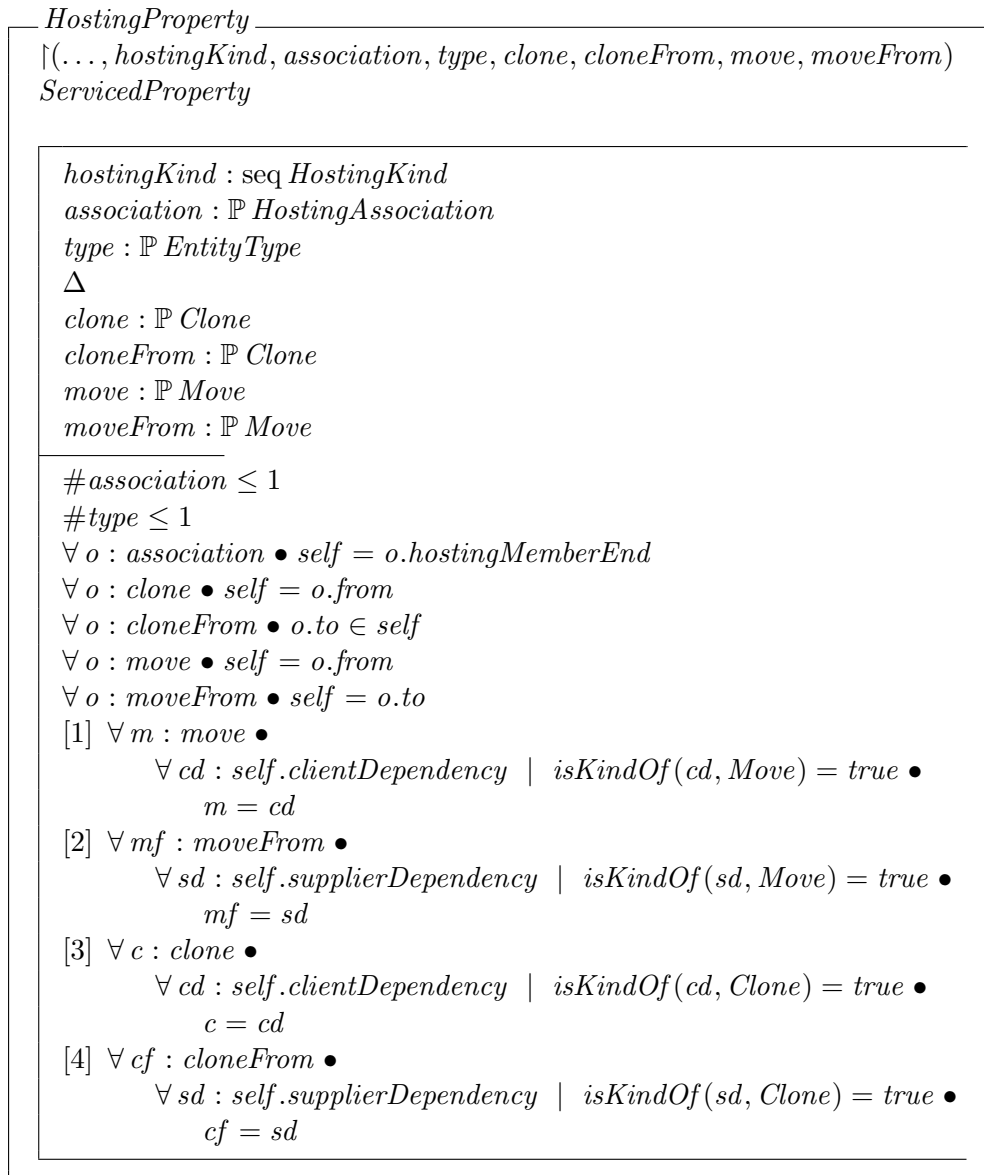 HostingProperty
↾(..., hostingKind, association, type, clone, cloneFrom, move, moveFrom)
ServicedProperty
hostingKind : seq HostingKind
association : ℙ HostingAssociation
type : ℙ EntityType
Δ
clone : ℙ Clone
cloneFrom : ℙ Clone
move : ℙ Move
moveFrom : ℙ Move
#association ≤ 1
#type ≤ 1
∀ o : association • self = o.hostingMemberEnd
∀ o : clone • self = o.from
∀ o : cloneFrom • o.to ∈ self
∀ o : move • self = o.from
∀ o : moveFrom • self = o.to
[1] ∀ m : move •
∀ cd : self.clientDependency | isKindOf(cd, Move) = true •
m = cd
[2] ∀ mf : moveFrom •
∀ sd : self.supplierDependency | isKindOf(sd, Move) = true •
mf = sd
[3] ∀ c : clone •
∀ cd : self.clientDependency | isKindOf(cd, Clone) = true •
c = cd
[4] ∀ cf : cloneFrom •
∀ sd : self.supplierDependency | isKindOf(sd, Clone) = true •
cf = sd